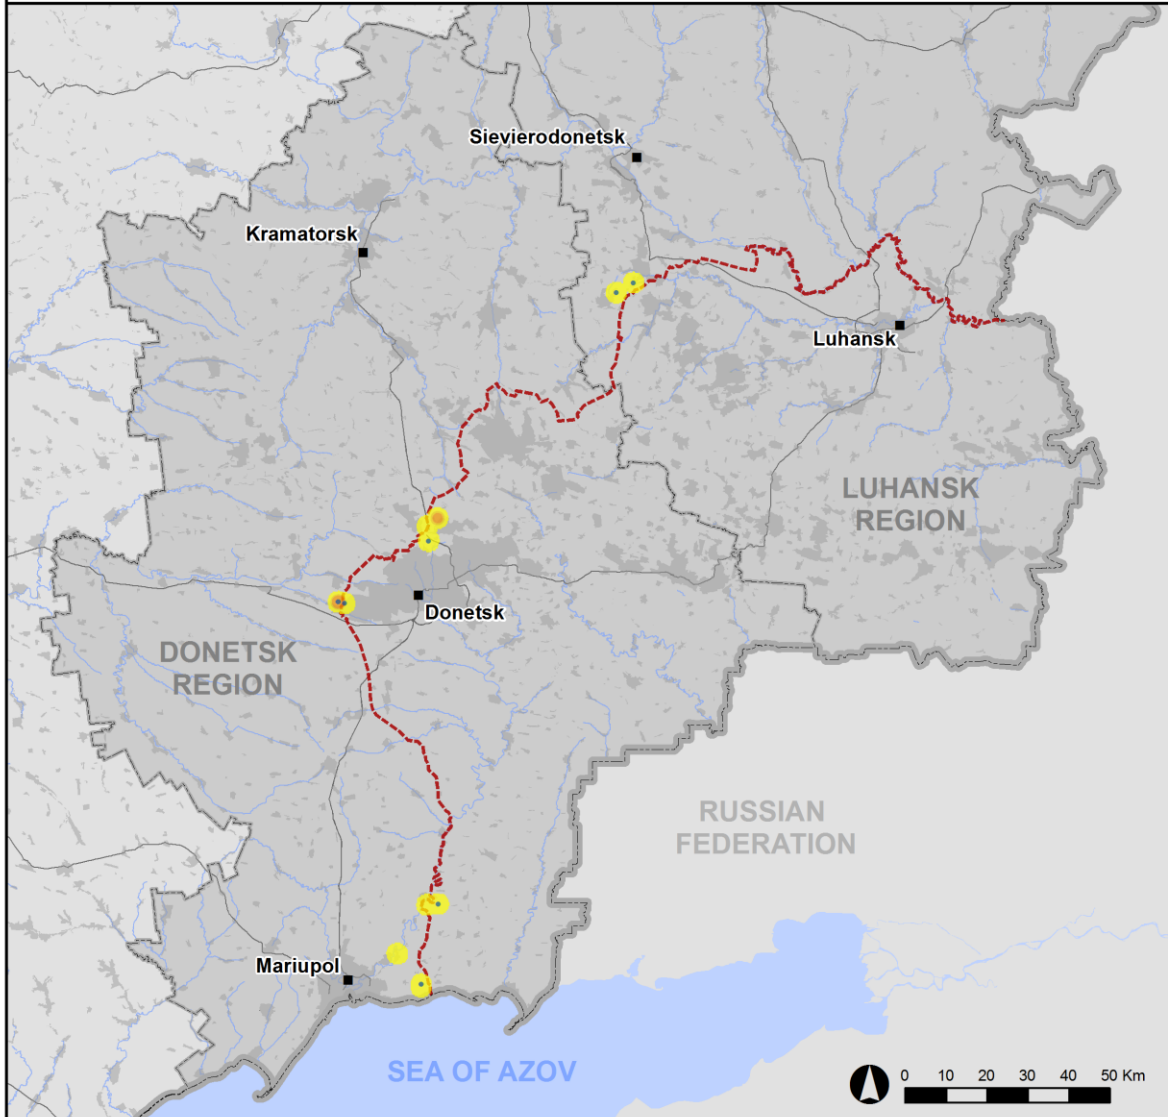 Sievierodonetsk
Kramatorsk
Luhansk
LUHANSK
REGION
Donetsk
DONETSK
REGION
RUSSIAN
FEDERATION
Mariupol
SEA OF AZOV
0 10 20 30 40 50 Km